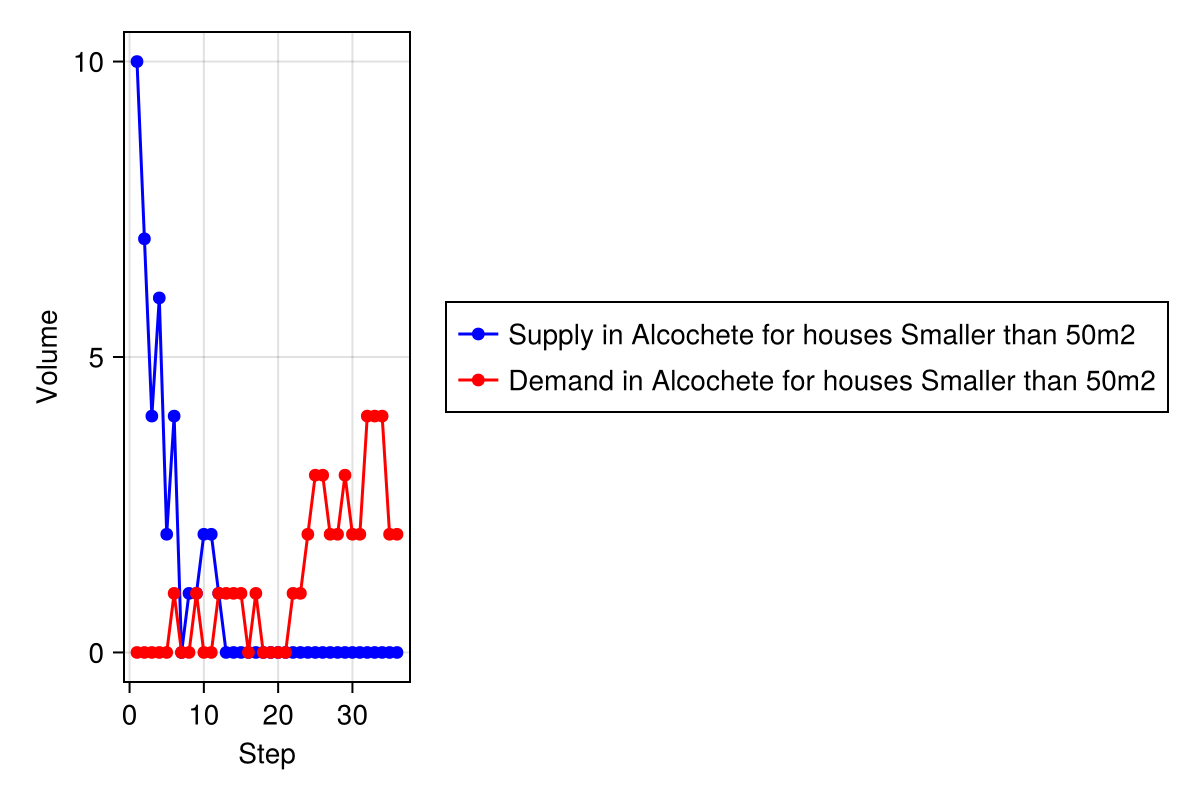 10
5
0
Volume
0 10 20 30
Step
Supply in Alcochete for houses Smaller than 50m2
Demand in Alcochete for houses Smaller than 50m2